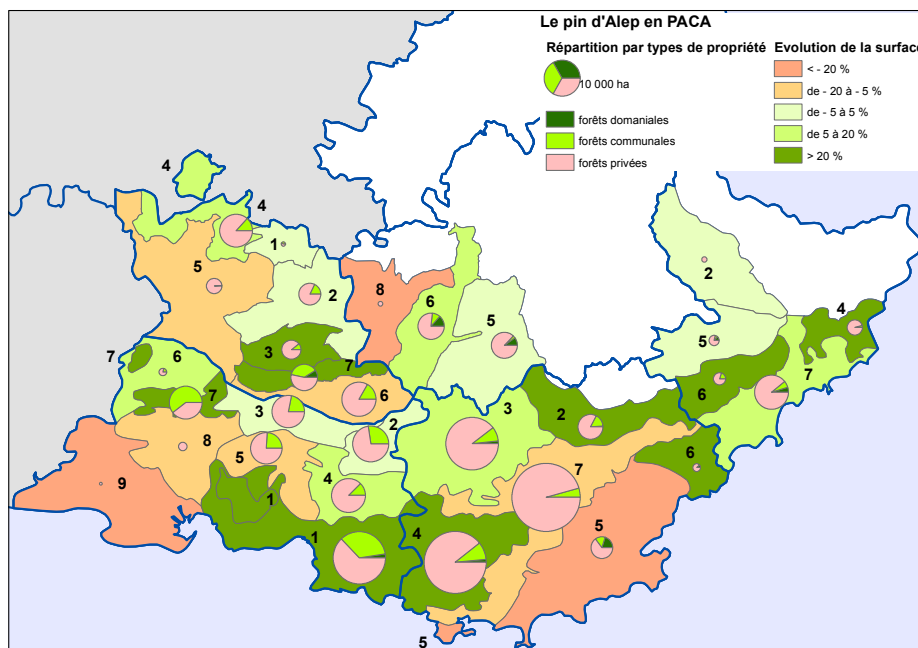 Le pin d'Alep en PACA
Répartition par types de propriété
Evolution de la surface
10 000 ha
forêts domaniales
forêts communales
forêts privées
< - 20 %
de - 20 à - 5 %
de - 5 à 5 %
de 5 à 20 %
> 20 %
4
4
1
5
2
8
6
2
4
5
5
3
7
7
6
7
6
6
7
3
2
3
2
6
8
5
7
9
4
1
5
1
4
5